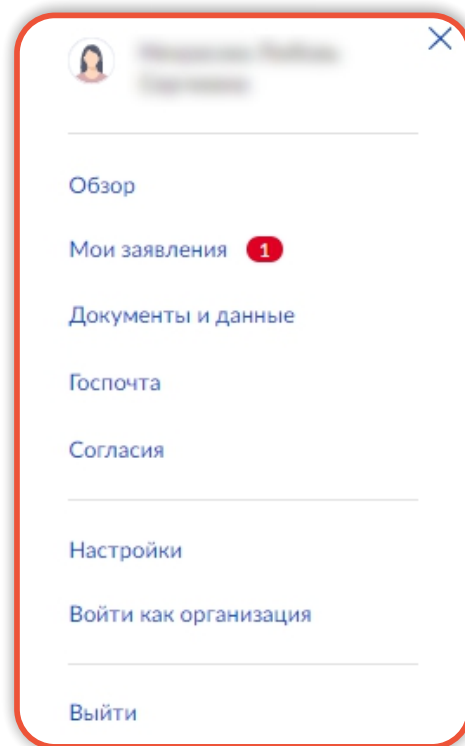 Обзор
Мои заявления 1
Документы и данные
Госпочта
Согласия
Настройки
Войти как организация
Выйти